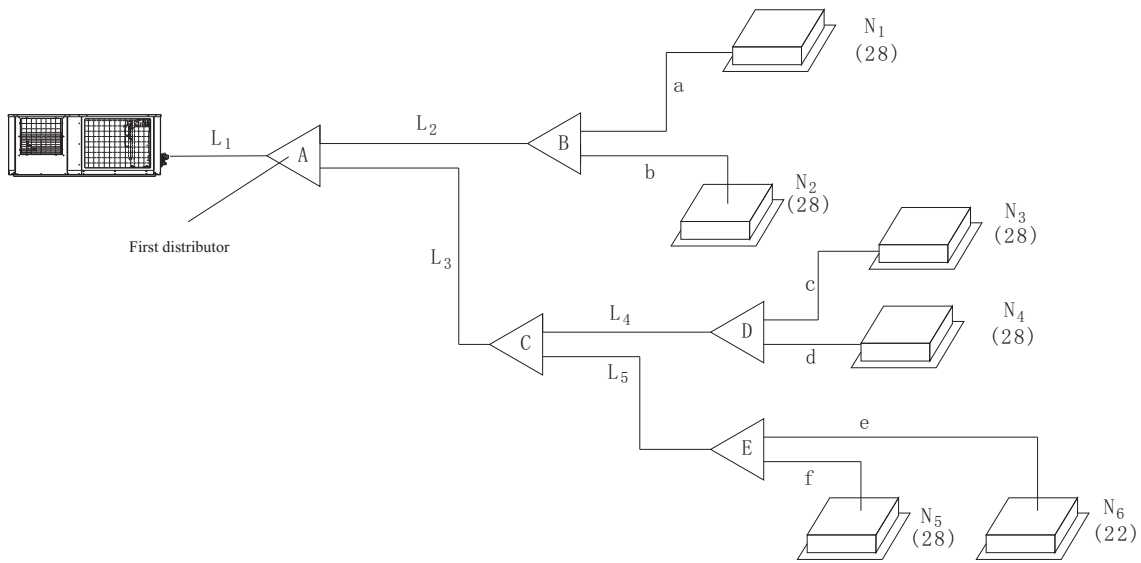 N₁
(28)
a
L₂
L₁
A
B
b
N₂
(28)
First distributor
N₃
(28)
L₃
c
L₄
N₄
(28)
C
D
d
L₅
e
E
f
N₅
(28)
N₆
(22)